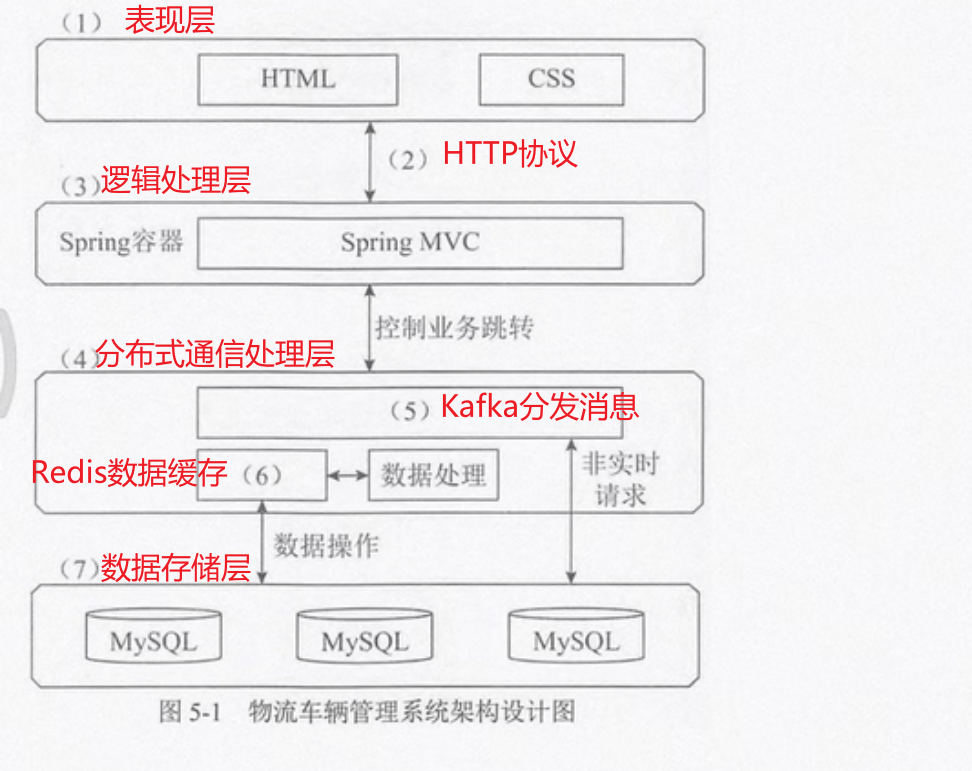 （1） 表现层
HTML
CSS
（2） HTTP协议
（3）逻辑处理层
Spring容器
Spring MVC
控制业务跳转
（4）分布式通信处理层
（5） Kafka分发消息
Redis数据缓存（6）
数据处理
非实时
请求
数据操作
（7）数据存储层
MySQL
MySQL
MySQL
图 5-1 物流车辆管理系统架构设计图